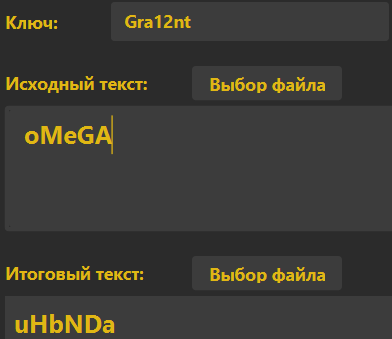 Ключ: Gra12nt
Исходный текст: Выбор файла
oMeGA
Итоговый текст: Выбор файла
uHbNDa